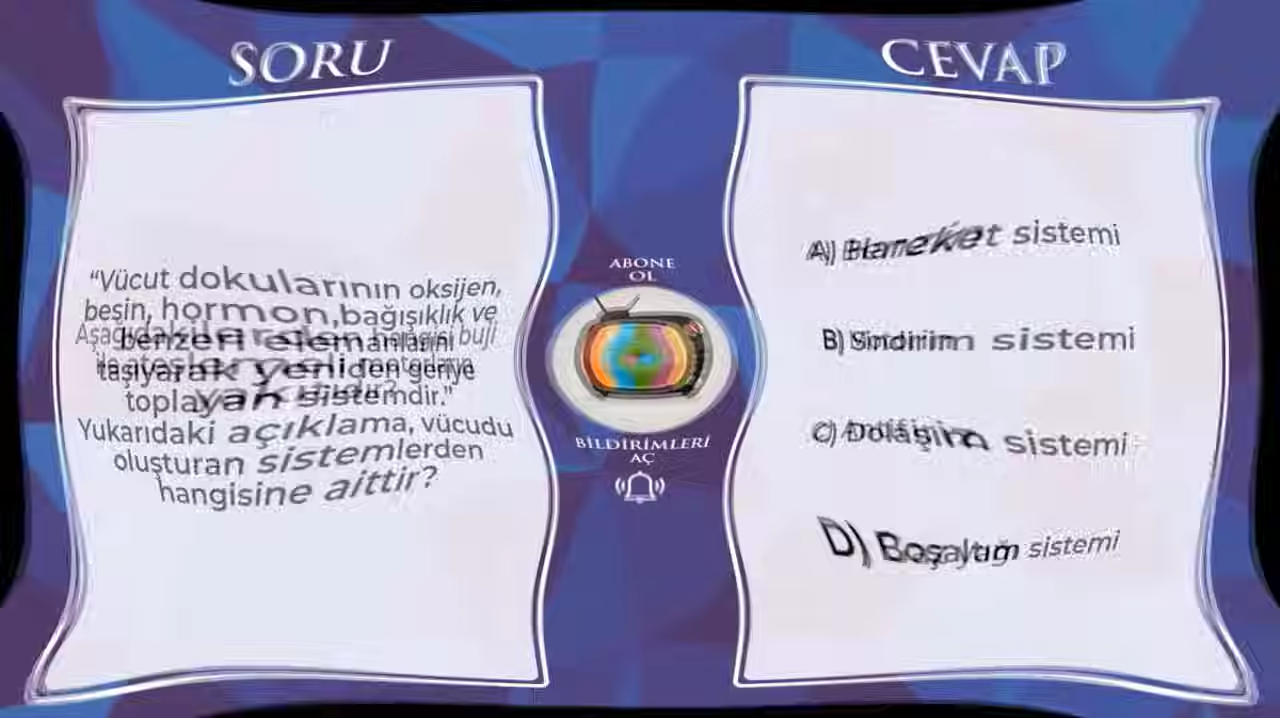 SORU
CEVAP
“Vücut dokularının oksijen,
besin, hormon,bağışıklık ve
benzeri elemanlarını
taşıyarak yeniden geriye
toplayan sistemdir.”
Yukarıdaki açıklama, vücudu
oluşturan sistemlerden
hangisine aittir?
ABONE
OL
BİLDİRİMLERİ
AÇ
A) Hareket sistemi
B) Sindirim sistemi
C) Dolaşım sistemi
D) Boşaltım sistemi